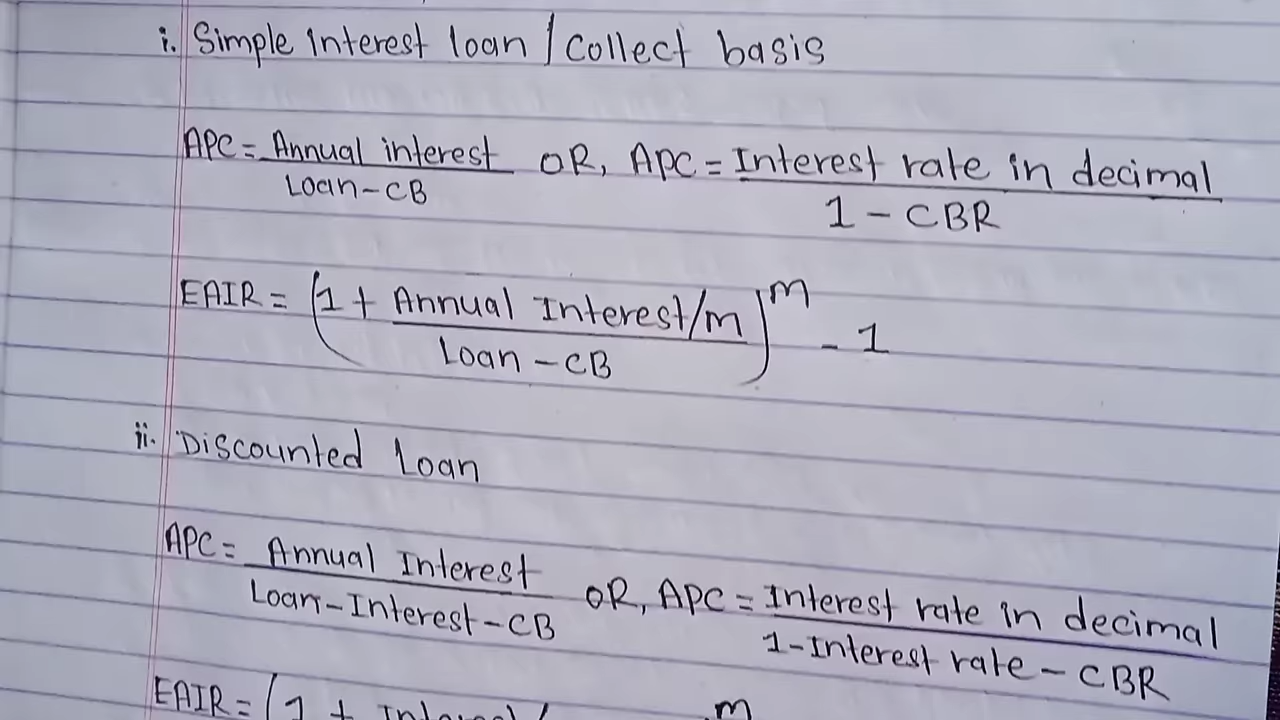 i. Simple Interest loan / Collect basis
APC = Annual interest / Loan - CB OR, APC = Interest rate in decimal / 1 - CBR
EAIR = (1 + Annual Interest/m / Loan - CB)^m - 1
ii. Discounted Loan
APC = Annual Interest / Loan - Interest - CB OR, APC = Interest rate in decimal / 1 - Interest rate - CBR
EAIR = (1 + m